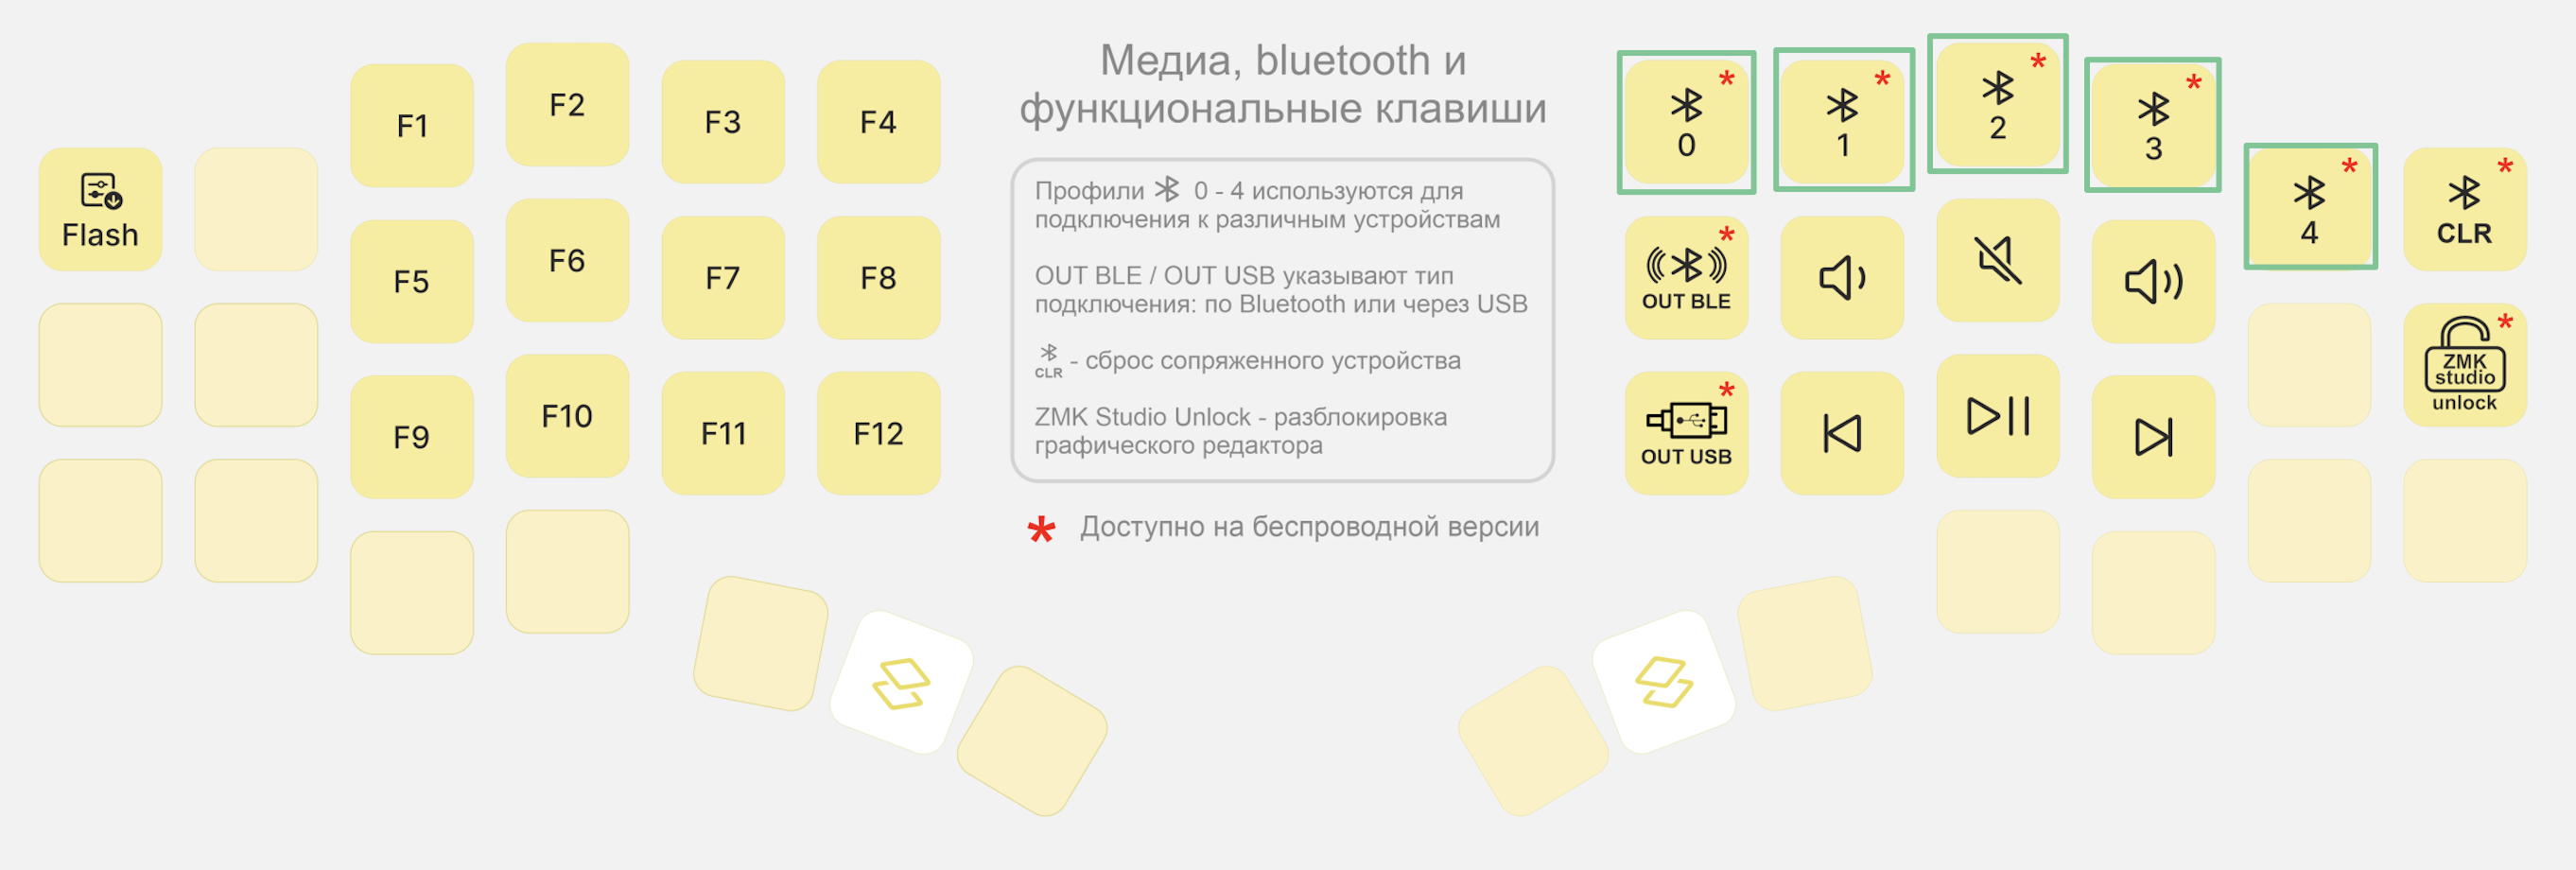 Медиа, bluetooth и
функциональные клавиши
Flash
F1
F2
F3
F4
F5
F6
F7
F8
F9
F10
F11
F12
Профили 0 - 4 используются для
подключения к различным устройствам
OUT BLE / OUT USB указывают тип
подключения: по Bluetooth или через USB
CLR - сброс сопряженного устройства
ZMK Studio Unlock - разблокировка
графического редактора
* Доступно на беспроводной версии
* 0
* 1
* 2
* 3
* 4
* CLR
* OUT BLE
* ZMK
studio
unlock
* OUT USB